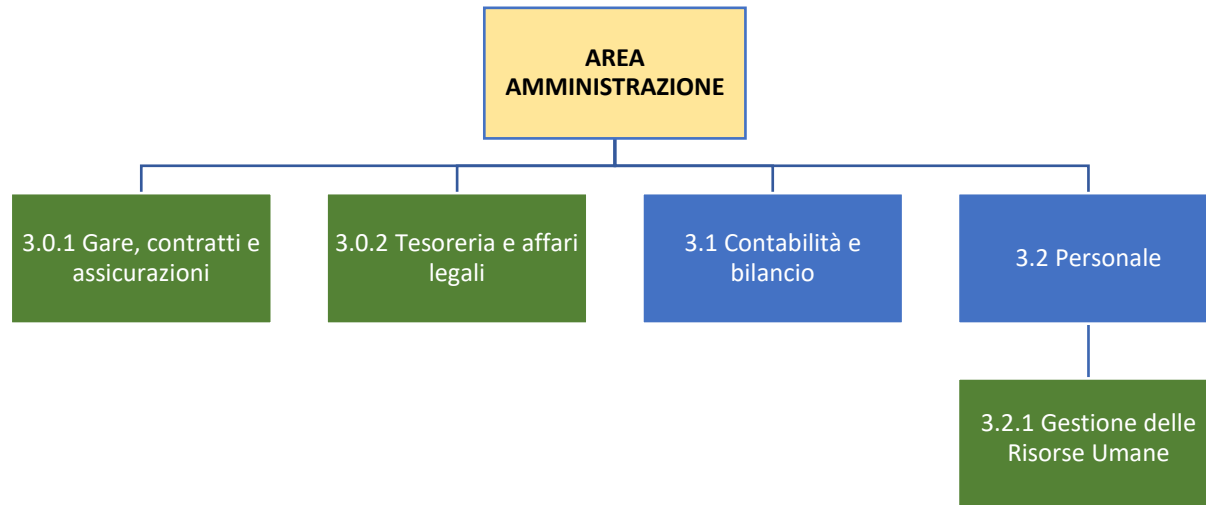 AREA
AMMINISTRAZIONE
3.0.1 Gare, contratti e
assicurazioni
3.0.2 Tesoreria e affari
legali
3.1 Contabilità e
bilancio
3.2 Personale
3.2.1 Gestione delle
Risorse Umane